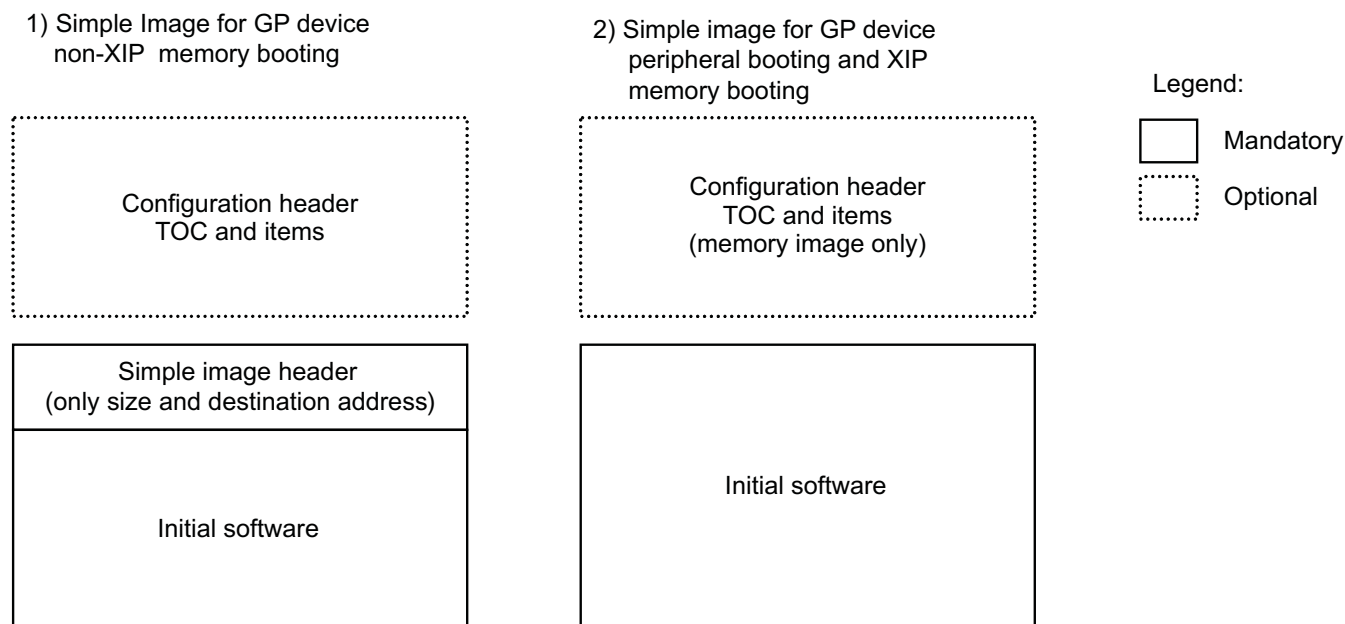 1) Simple Image for GP device
non-XIP memory booting
2) Simple image for GP device
peripheral booting and XIP
memory booting
Legend:
Mandatory
Optional
Configuration header
TOC and items
Configuration header
TOC and items
(memory image only)
Simple image header
(only size and destination address)
Initial software
Initial software